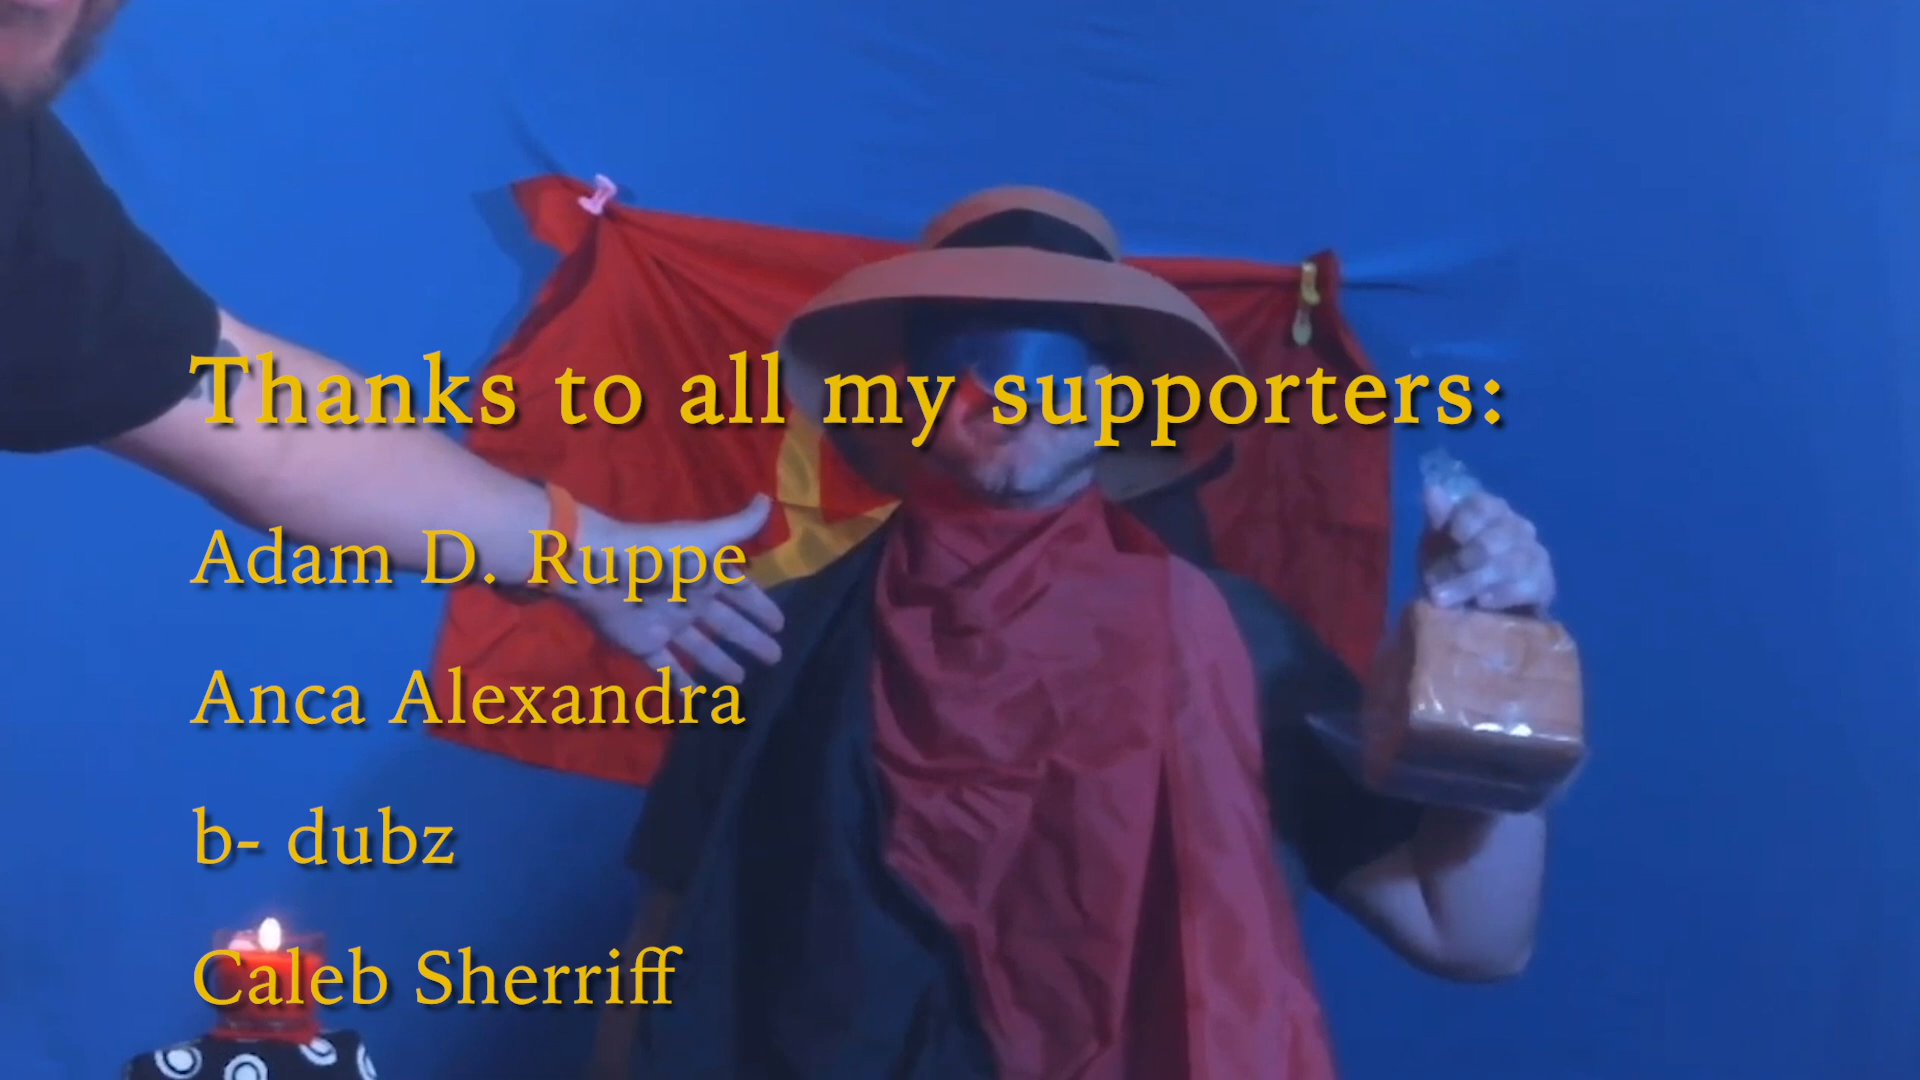 Thanks to all my supporters:
Adam D. Ruppe
Anca Alexandra
b- dubz
Caleb Sherriff